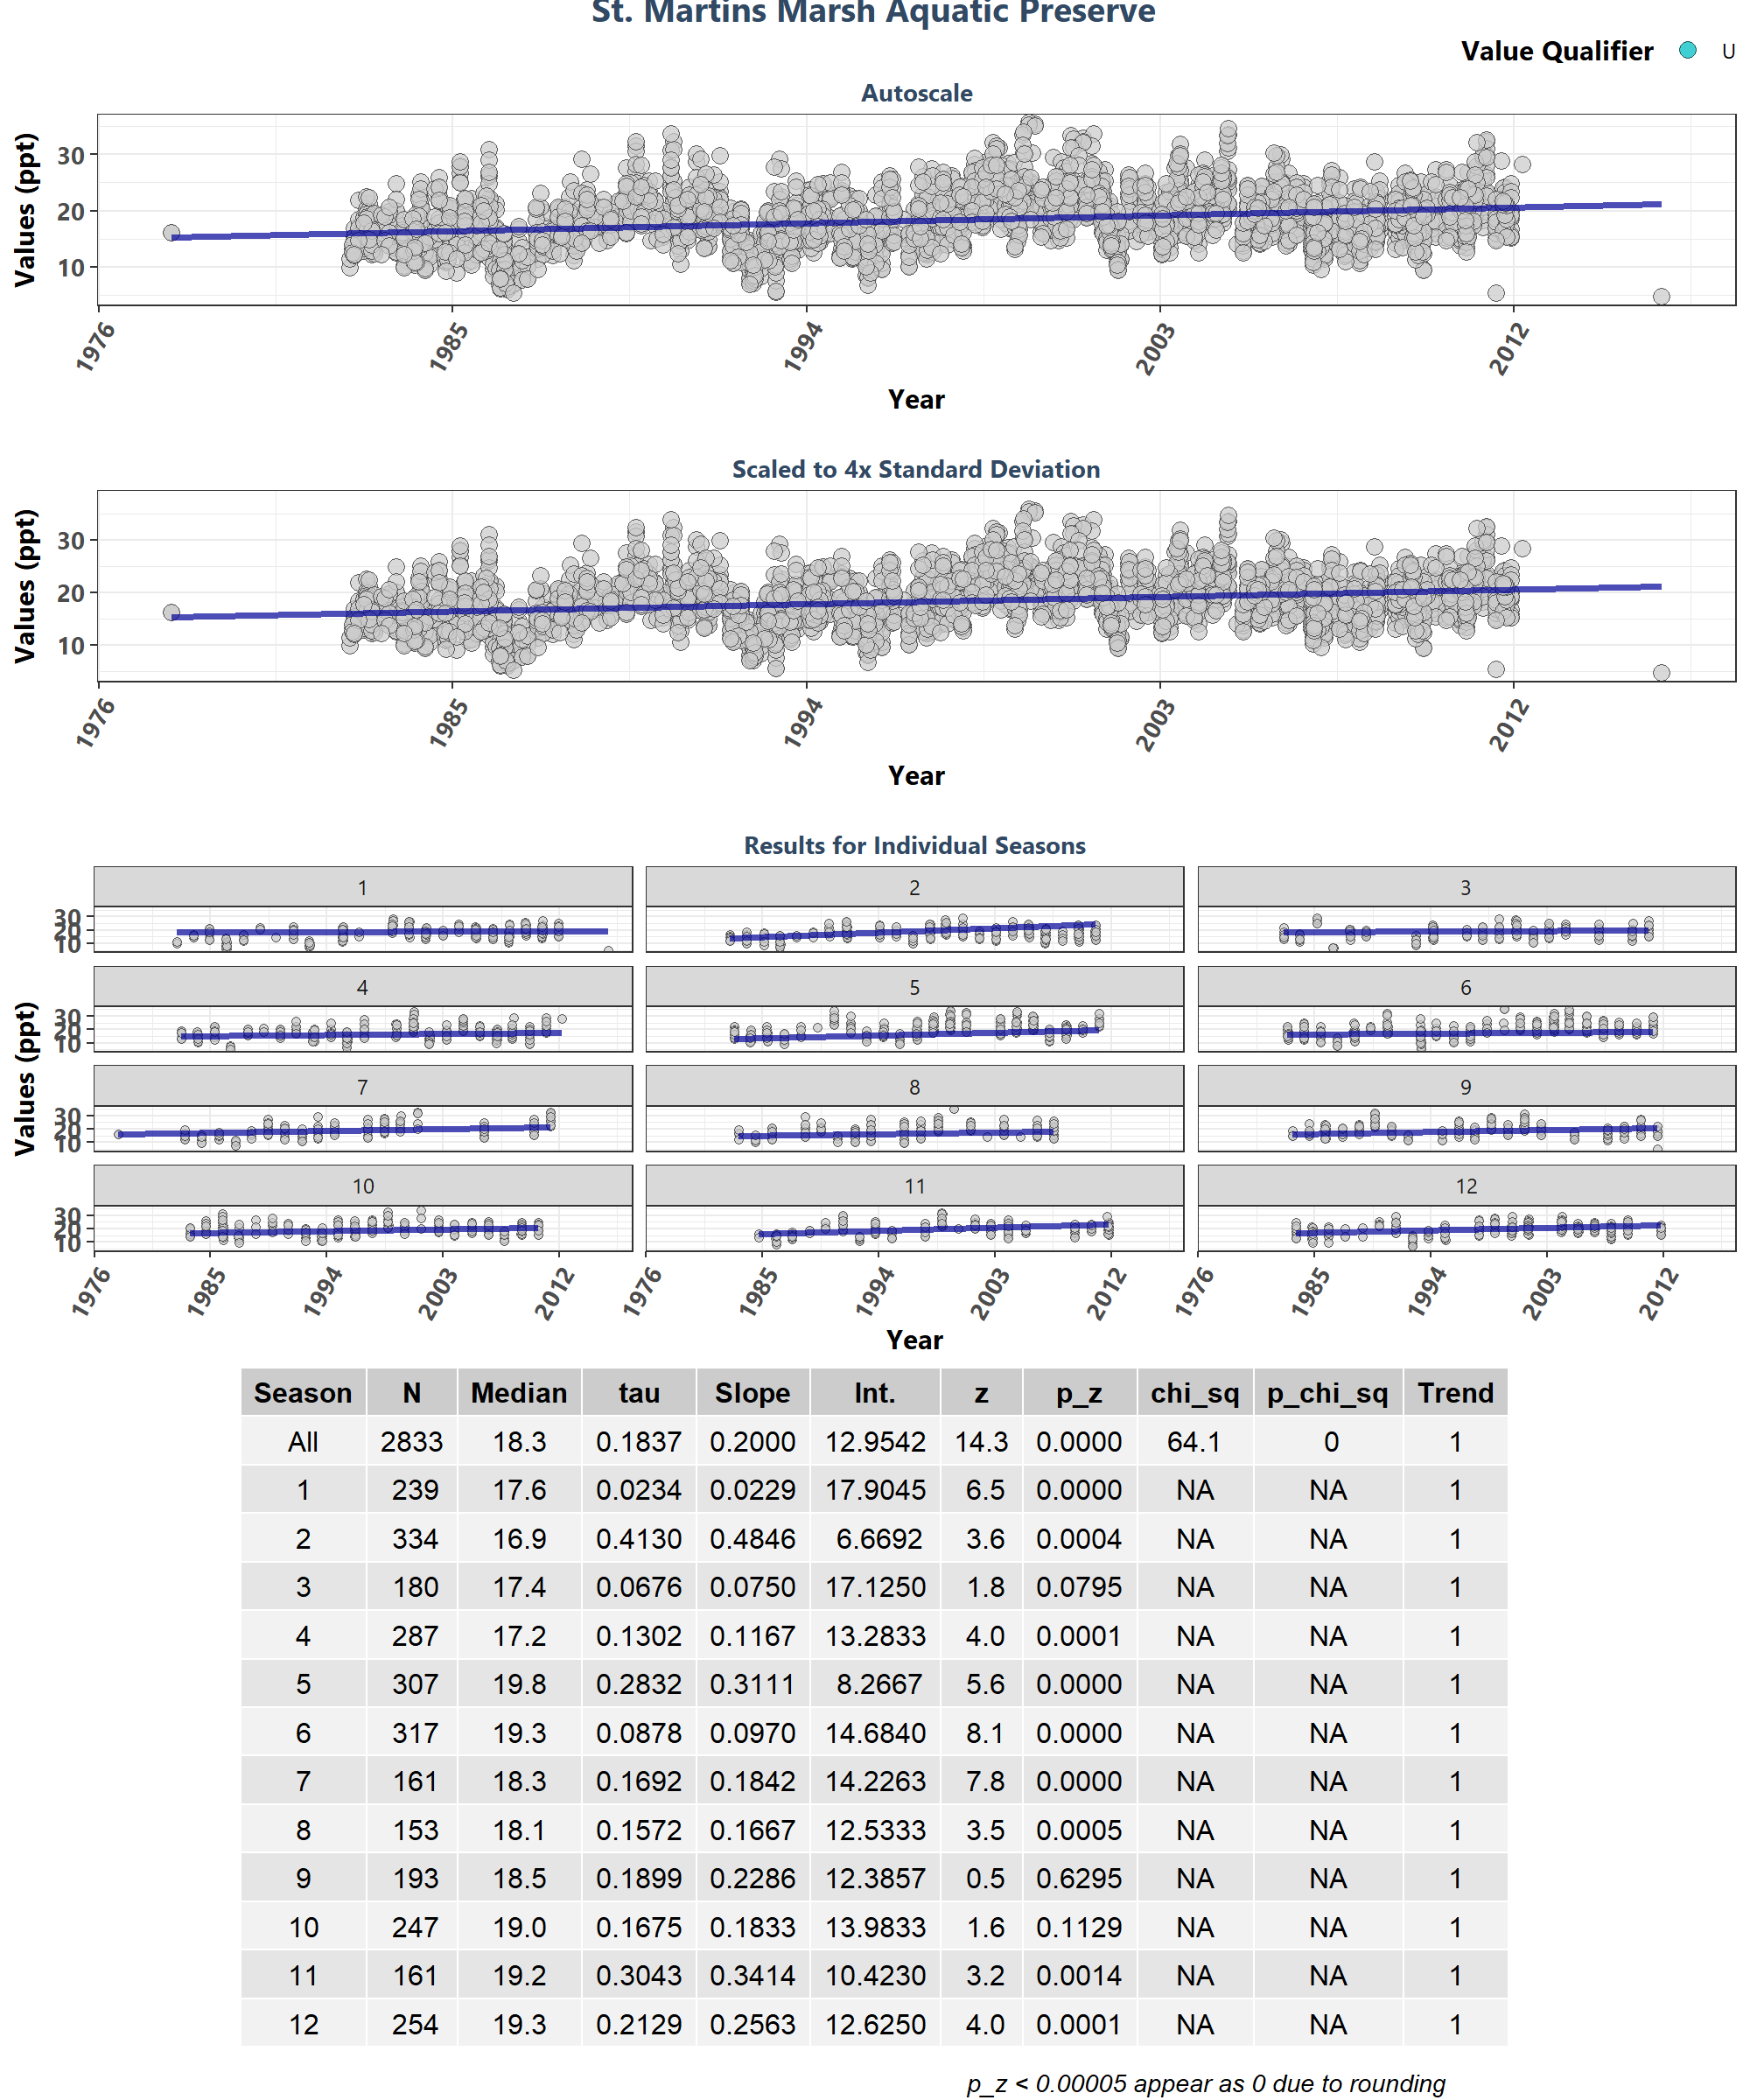 St. Martins Marsh Aquatic Preserve
Value Qualifier U
Autoscale
Values (ppt)
30
20
10
1976 1985 1994 2003 2012
Year
Scaled to 4x Standard Deviation
Values (ppt)
30
20
10
1976 1985 1994 2003 2012
Year
Results for Individual Seasons
Values (ppt)
1 2 3
30
20
10
4 5 6
30
20
10
7 8 9
30
20
10
10 11 12
30
20
10
1976 1985 1994 2003 2012 1976 1985 1994 2003 2012 1976 1985 1994 2003 2012
Year
Season N Median tau Slope Int. z p_z chi_sq p_chi_sq Trend
All 2833 18.3 0.1837 0.2000 12.9542 14.3 0.0000 64.1 0 1
1 239 17.6 0.0234 0.0229 17.9045 6.5 0.0000 NA NA 1
2 334 16.9 0.4130 0.4846 6.6692 3.6 0.0004 NA NA 1
3 180 17.4 0.0676 0.0750 17.1250 1.8 0.0795 NA NA 1
4 287 17.2 0.1302 0.1167 13.2833 4.0 0.0001 NA NA 1
5 307 19.8 0.2832 0.3111 8.2667 5.6 0.0000 NA NA 1
6 317 19.3 0.0878 0.0970 14.6840 8.1 0.0000 NA NA 1
7 161 18.3 0.1692 0.1842 14.2263 7.8 0.0000 NA NA 1
8 153 18.1 0.1572 0.1667 12.5333 3.5 0.0005 NA NA 1
9 193 18.5 0.1899 0.2286 12.3857 0.5 0.6295 NA NA 1
10 247 19.0 0.1675 0.1833 13.9833 1.6 0.1129 NA NA 1
11 161 19.2 0.3043 0.3414 10.4230 3.2 0.0014 NA NA 1
12 254 19.3 0.2129 0.2563 12.6250 4.0 0.0001 NA NA 1
p_z < 0.00005 appear as 0 due to rounding